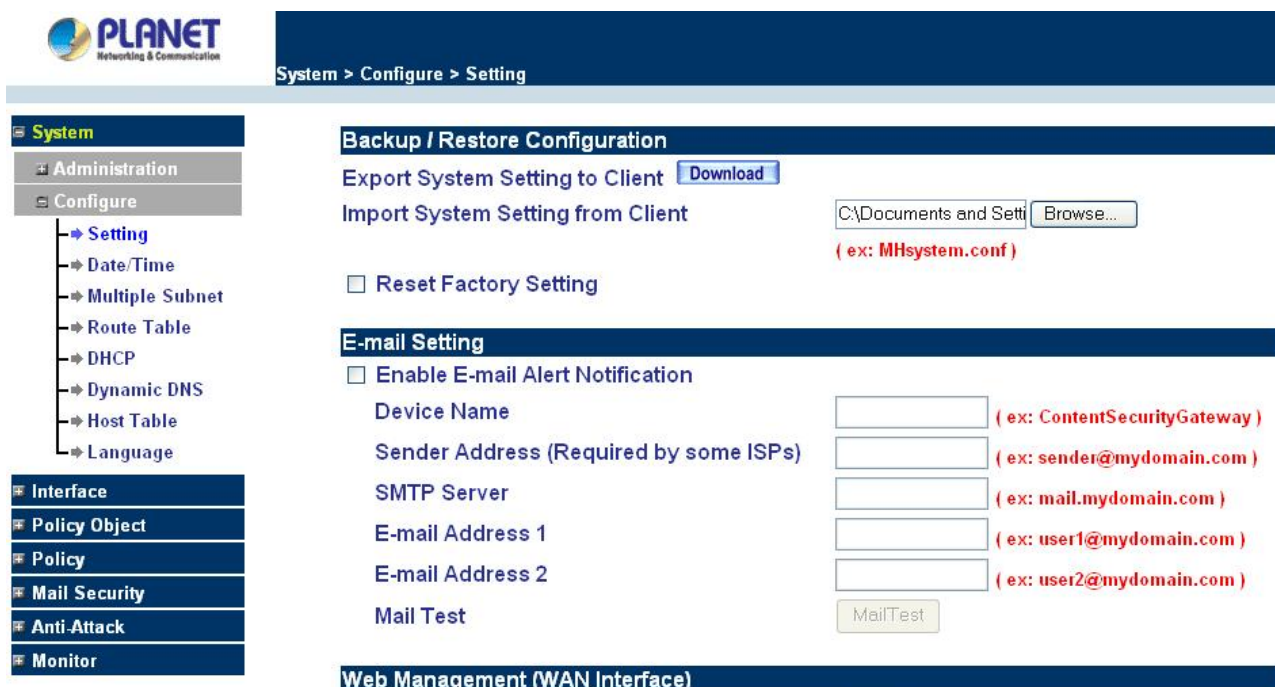 PLANET
Networking & Communication
System > Configure > Setting
System
Administration
Configure
Setting
Date/Time
Multiple Subnet
Route Table
DHCP
Dynamic DNS
Host Table
Language
Interface
Policy Object
Policy
Mail Security
Anti-Attack
Monitor
Backup / Restore Configuration
Export System Setting to Client Download
Import System Setting from Client C:\Documents and Setti Browse...
( ex: MHsystem.conf )
Reset Factory Setting
E-mail Setting
Enable E-mail Alert Notification
Device Name ( ex: ContentSecurityGateway )
Sender Address (Required by some ISPs) ( ex: sender@mydomain.com )
SMTP Server ( ex: mail.mydomain.com )
E-mail Address 1 ( ex: user1@mydomain.com )
E-mail Address 2 ( ex: user2@mydomain.com )
Mail Test MailTest
Web Management (WAN Interface)